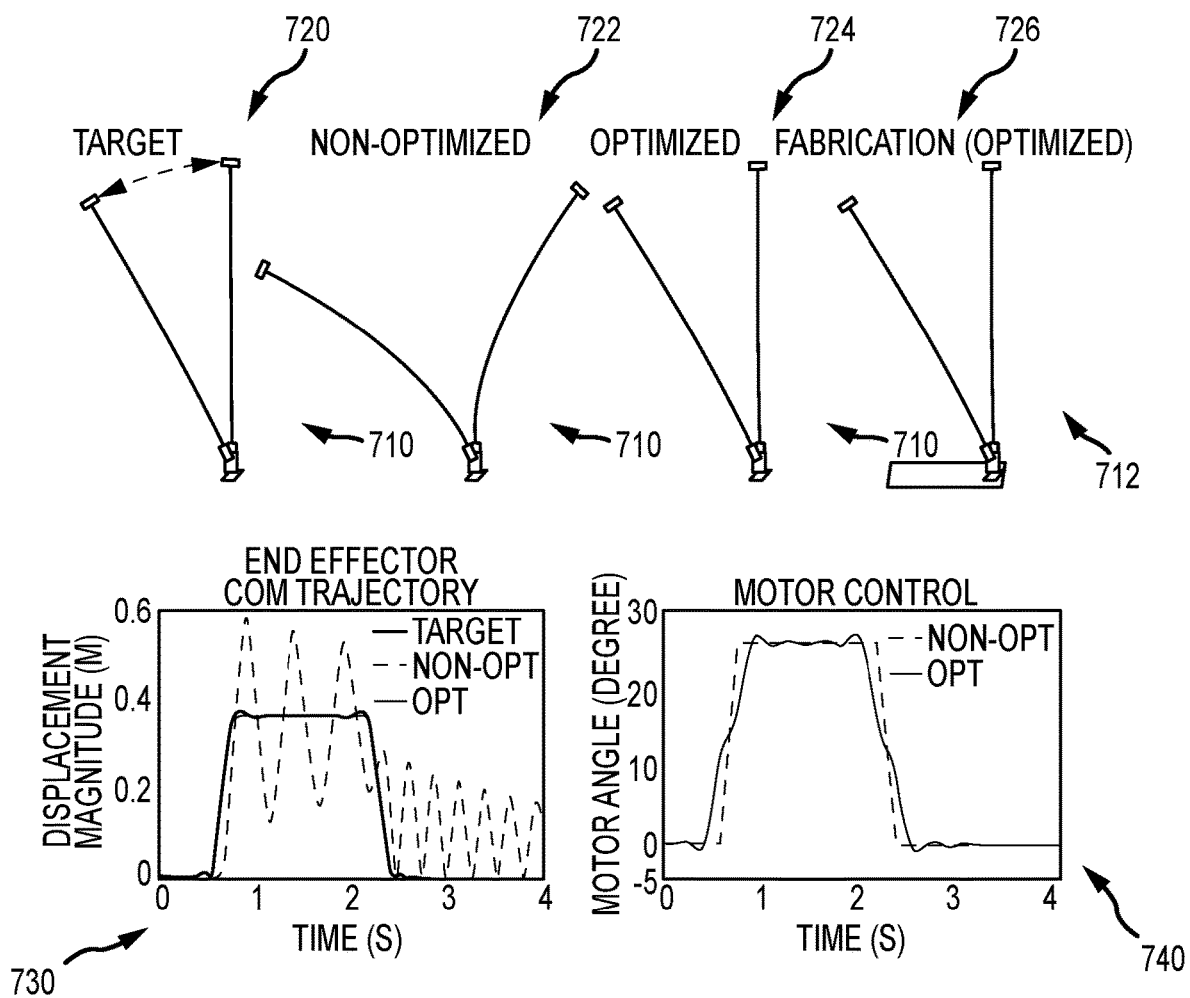 720
722
724
726
TARGET
NON-OPTIMIZED
OPTIMIZED
FABRICATION (OPTIMIZED)
710
710
710
712
END EFFECTOR
COM TRAJECTORY
DISPLACEMENT
MAGNITUDE (M)
0.6
0.4
0.2
0
TARGET
NON-OPT
OPT
0 1 2 3 4
TIME (S)
730
MOTOR CONTROL
MOTOR ANGLE (DEGREE)
30
20
10
0
-5
NON-OPT
OPT
0 1 2 3 4
TIME (S)
740